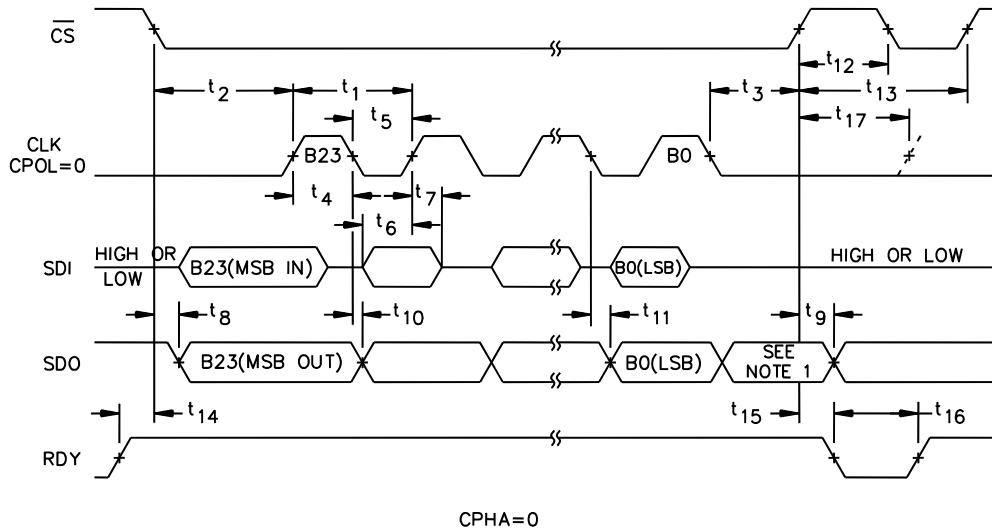 CS
t12
t2
t1
t3
t13
t5
t17
CLK
CPOL=0
B23
B0
t4
t7
t6
SDI
HIGH OR
LOW
B23(MSB IN)
B0(LSB)
HIGH OR LOW
t8
t10
t11
t9
SDO
B23(MSB OUT)
B0(LSB)
SEE
NOTE 1
t14
t15
t16
RDY
CPHA=0